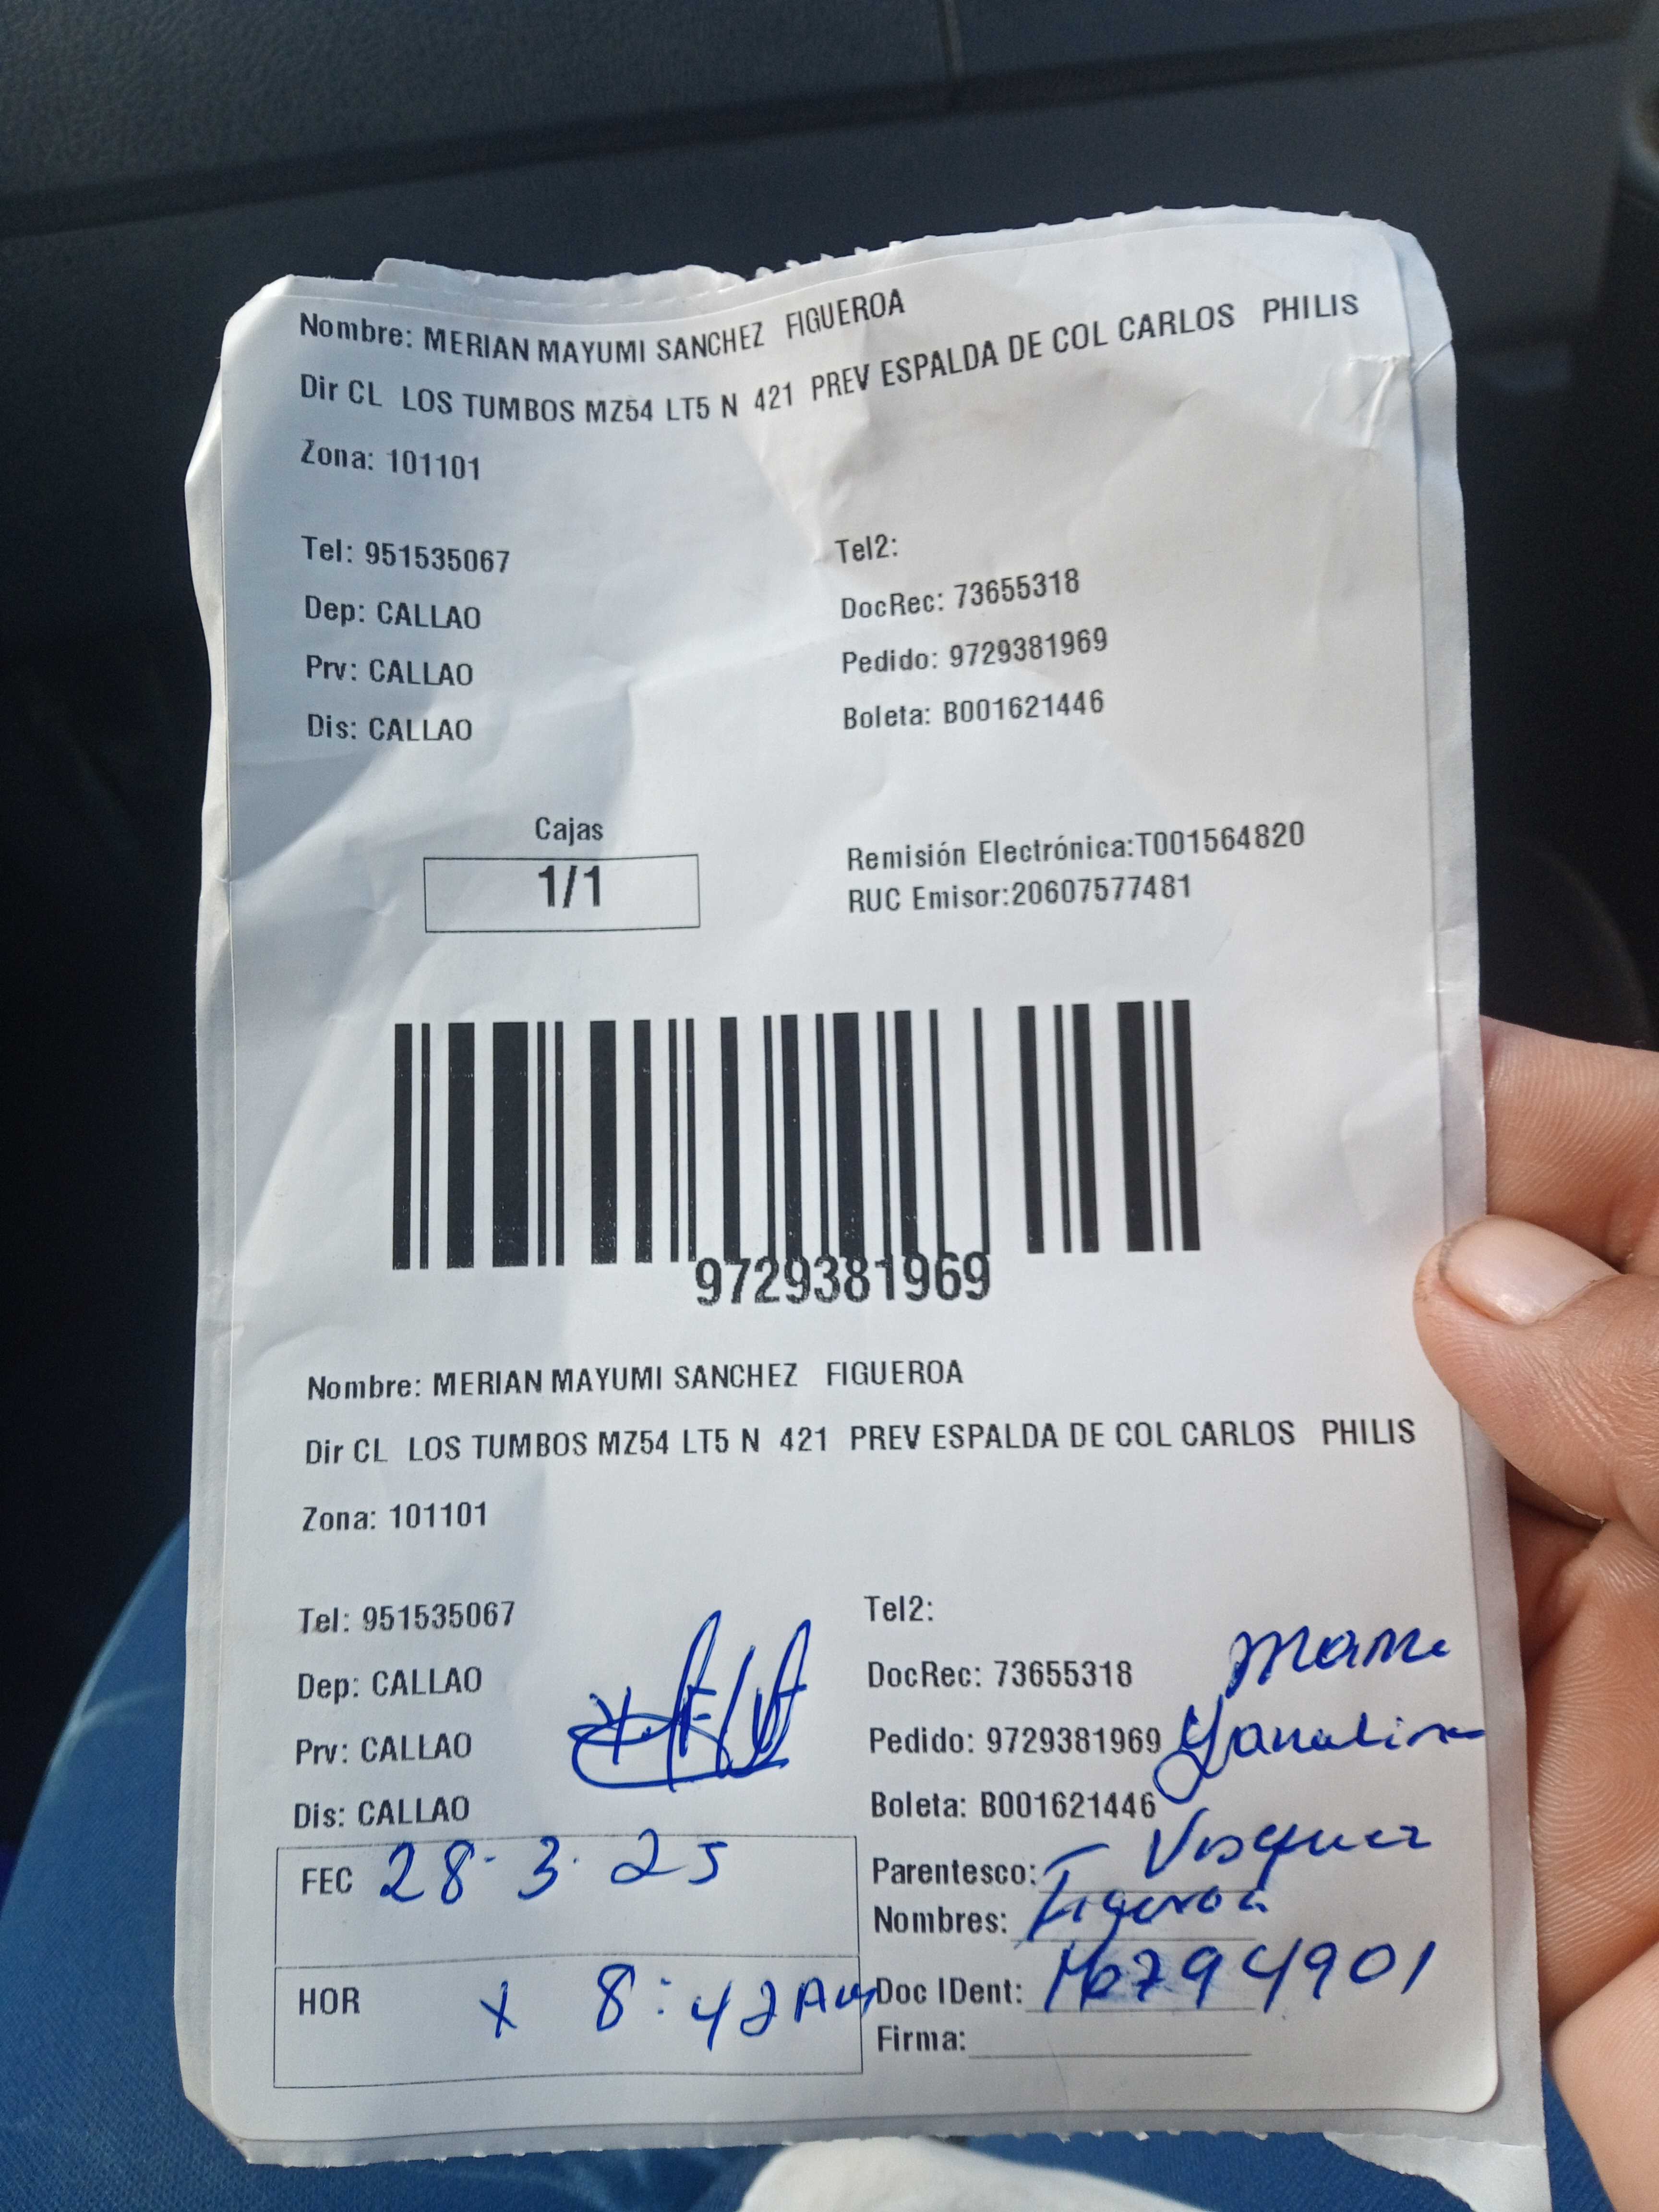 Nombre: MERIAN MAYUMI SANCHEZ FIGUEROA
Dir CL LOS TUMBOS MZ54 LT5 N 421 PREV ESPALDA DE COL CARLOS PHILIS
Zona: 101101
Tel: 951535067
Tel2:
Dep: CALLAO
DocRec: 73655318
Prv: CALLAO
Pedido: 9729381969
Dis: CALLAO
Boleta: B001621446
Cajas
1/1
Remisión Electrónica:T001564820
RUC Emisor:20607577481
9729381969
Nombre: MERIAN MAYUMI SANCHEZ FIGUEROA
Dir CL LOS TUMBOS MZ54 LT5 N 421 PREV ESPALDA DE COL CARLOS PHILIS
Zona: 101101
Tel: 951535067
Tel2:
Dep: CALLAO
DocRec: 73655318
Prv: CALLAO
Pedido: 9729381969
Dis: CALLAO
Boleta: B001621446
FEC 28-3-25
Parentesco:
Nombres: Figueroa
HOR x 8:42 AM
Doc IDent:
Firma: